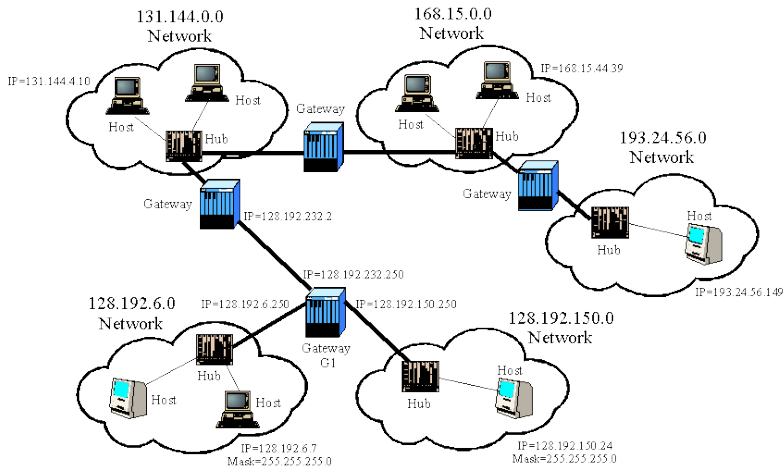 131.144.0.0
Network
168.15.0.0
Network
IP=131.144.4.10
Host
Host
Hub
Gateway
IP=168.15.44.39
Host
Host
Hub
193.24.56.0
Network
Gateway
Gateway
IP=128.192.232.2
Host
Hub
IP=193.24.56.149
IP=128.192.232.250
128.192.6.0
Network
IP=128.192.6.250
IP=128.192.150.250
128.192.150.0
Network
Gateway
G1
Hub
Host
Host
IP=128.192.6.7
Mask=255.255.255.0
Host
Hub
IP=128.192.150.24
Mask=255.255.255.0